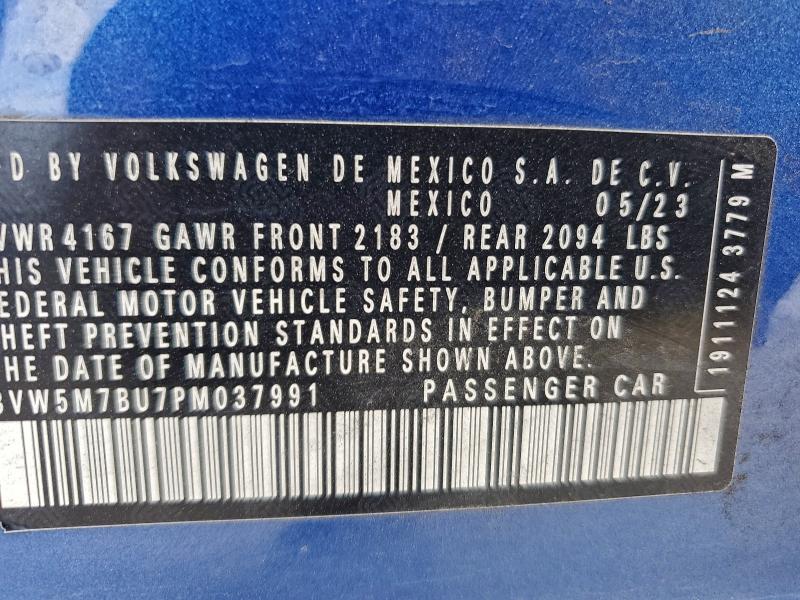 D BY VOLKSWAGEN DE MEXICO S.A. DE C.V.
MEXICO 05/23
VWR 4167 GAWR FRONT 2183 / REAR 2094 LBS
HIS VEHICLE CONFORMS TO ALL APPLICABLE U.S.
EDERAL MOTOR VEHICLE SAFETY, BUMPER AND
HEFT PREVENTION STANDARDS IN EFFECT ON
HE DATE OF MANUFACTURE SHOWN ABOVE.
3VW5M7BU7PM037991 PASSENGER CAR
1911124 3779 M